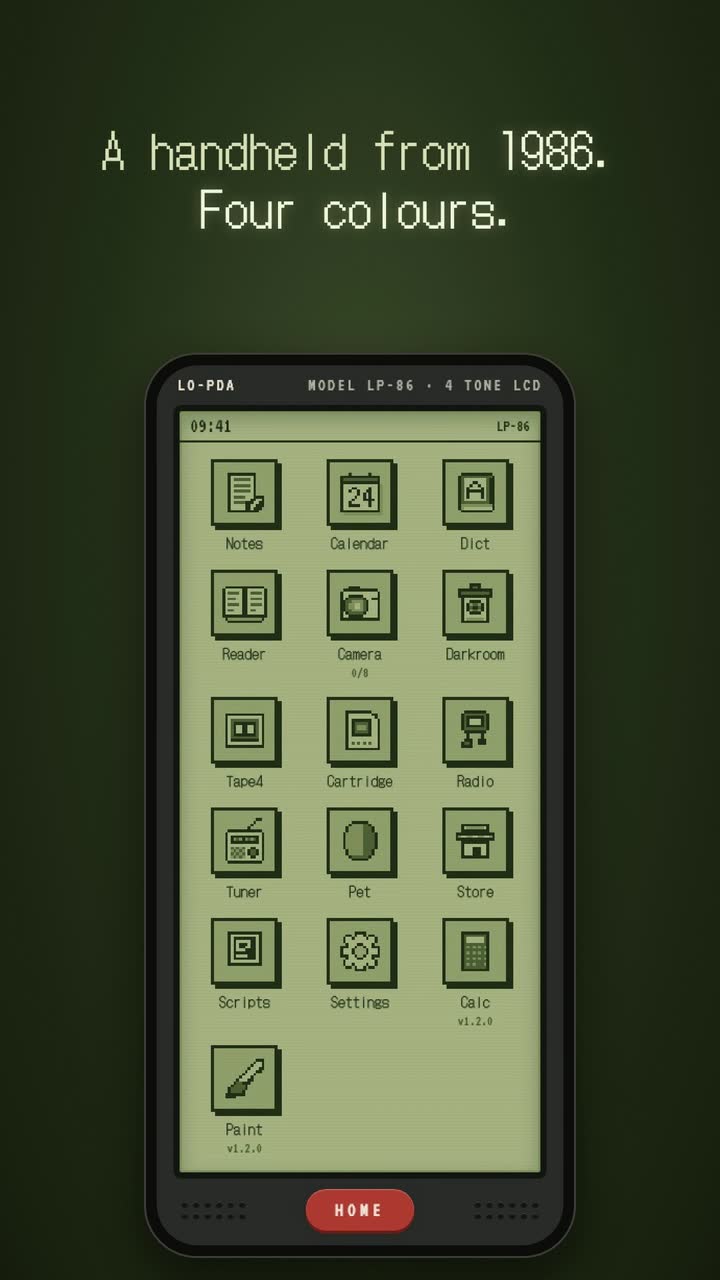 A handheld from 1986.
Four colours.
LO-PDA MODEL LP-86 · 4 TONE LCD
09:41 LP-86
24 A
Notes Calendar Dict
Reader Camera Darkroom
0/8
Tape4 Cartridge Radio
Tuner Pet Store
Scripts Settings Calc
v1.2.0
Paint
v1.2.0
HOME